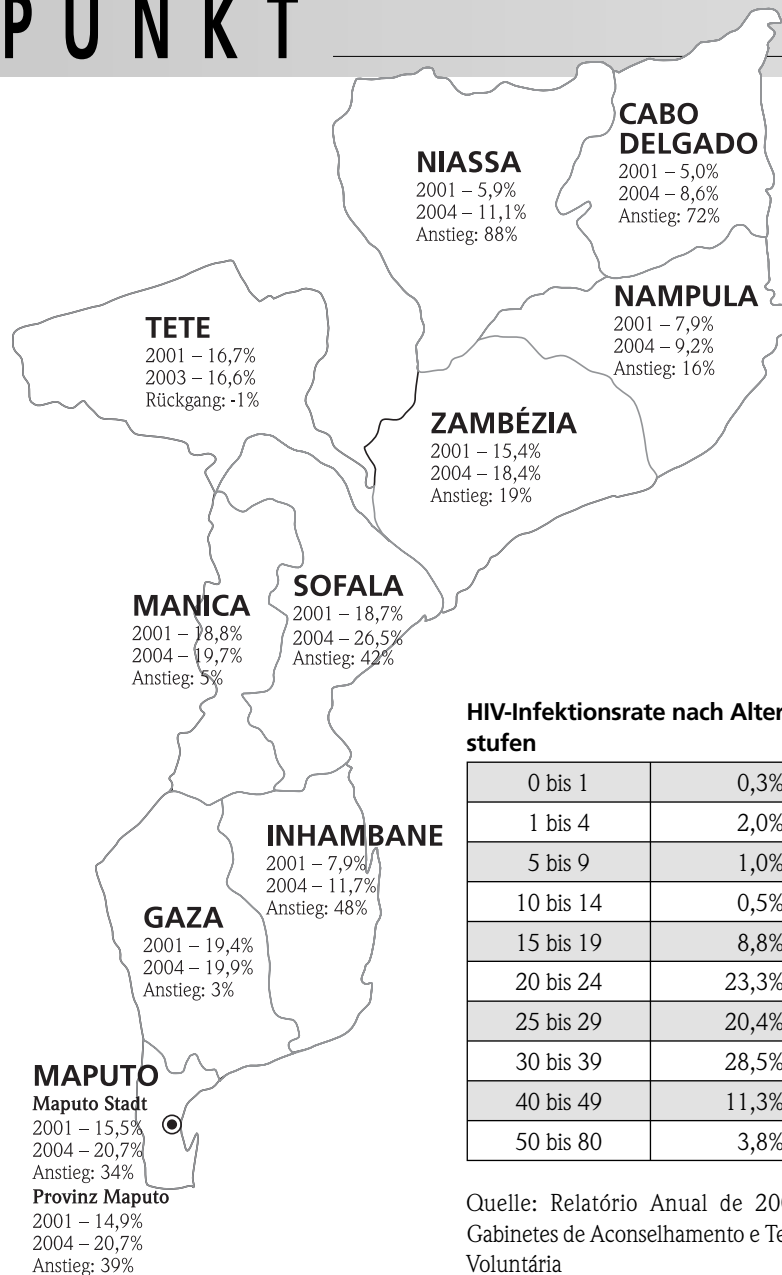 PUNKT
CABO
DELGADO
2001 – 5,0%
2004 – 8,6%
Anstieg: 72%
NIASSA
2001 – 5,9%
2004 – 11,1%
Anstieg: 88%
NAMPULA
2001 – 7,9%
2004 – 9,2%
Anstieg: 16%
TETE
2001 – 16,7%
2003 – 16,6%
Rückgang: -1%
ZAMBÉZIA
2001 – 15,4%
2004 – 18,4%
Anstieg: 19%
MANICA
2001 – 18,8%
2004 – 19,7%
Anstieg: 5%
SOFALA
2001 – 18,7%
2004 – 26,5%
Anstieg: 42%
INHAMBANE
2001 – 7,9%
2004 – 11,7%
Anstieg: 48%
GAZA
2001 – 19,4%
2004 – 19,9%
Anstieg: 3%
MAPUTO
Maputo Stadt
2001 – 15,5%
2004 – 20,7%
Anstieg: 34%
Provinz Maputo
2001 – 14,9%
2004 – 20,7%
Anstieg: 39%
HIV-Infektionsrate nach Alter
stufen
0 bis 1 0,3%
1 bis 4 2,0%
5 bis 9 1,0%
10 bis 14 0,5%
15 bis 19 8,8%
20 bis 24 23,3%
25 bis 29 20,4%
30 bis 39 28,5%
40 bis 49 11,3%
50 bis 80 3,8%
Quelle: Relatório Anual de
Gabinetes de Aconselhamento e
Voluntária